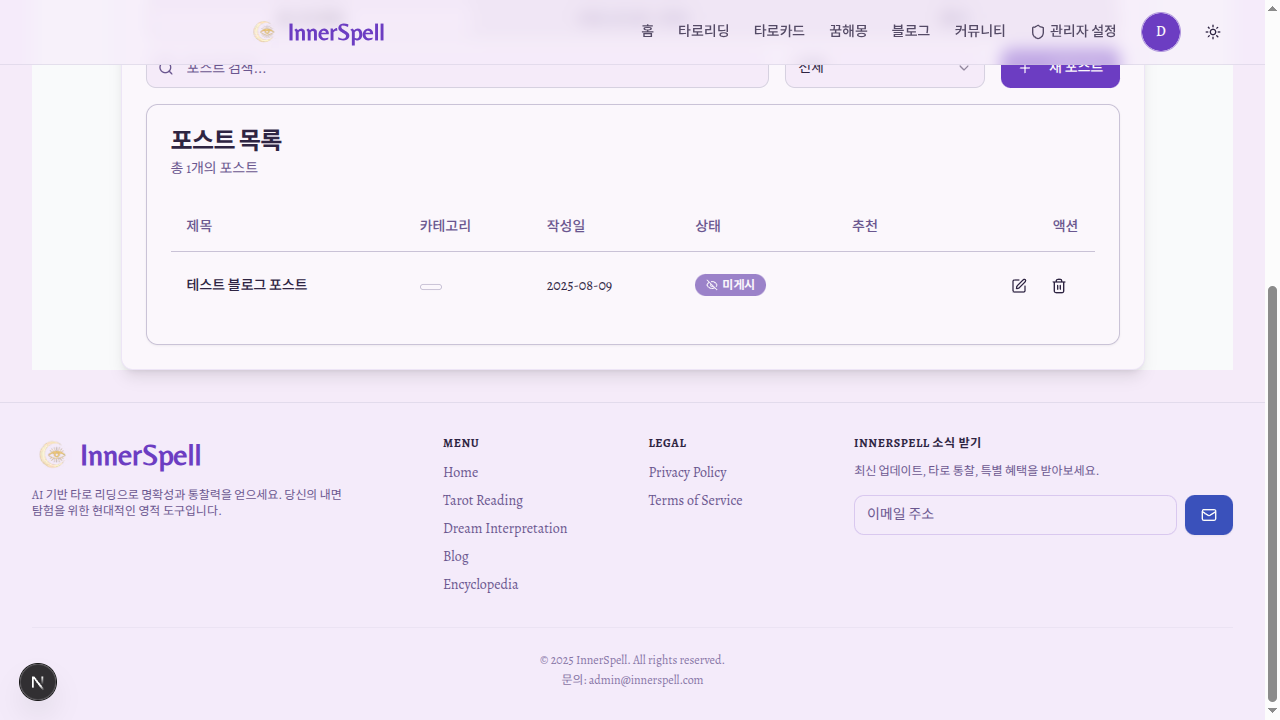 InnerSpell
홈
타로리딩
타로카드
꿈해몽
블로그
커뮤니티
관리자 설정
D
포스트 검색...
전체
새 포스트
포스트 목록
총 1개의 포스트
제목 카테고리 작성일 상태 추천 액션
테스트 블로그 포스트 2025-08-09 미게시
InnerSpell
AI 기반 타로 리딩으로 명확성과 통찰력을 얻으세요. 당신의 내면
탐험을 위한 현대적인 영적 도구입니다.
MENU
Home
Tarot Reading
Dream Interpretation
Blog
Encyclopedia
LEGAL
Privacy Policy
Terms of Service
INNERSPELL 소식 받기
최신 업데이트, 타로 통찰, 특별 혜택을 받아보세요.
이메일 주소
© 2025 InnerSpell. All rights reserved.
문의: admin@innerspell.com
N